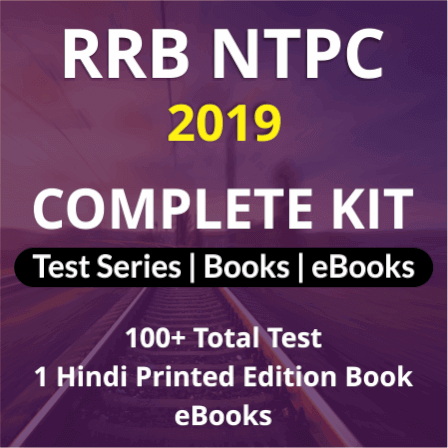 RRB NTPC
2019
COMPLETE KIT
Test Series | Books | eBooks
100+ Total Test
1 Hindi Printed Edition Book
eBooks